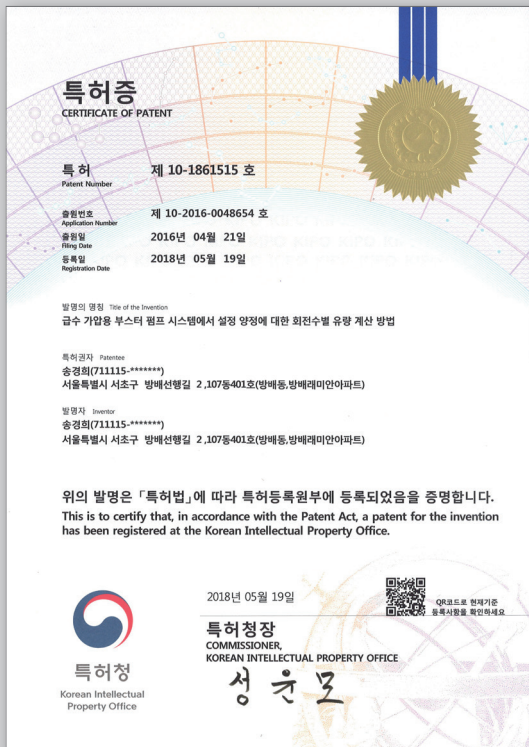 특허증
CERTIFICATE OF PATENT
특허 제 10-1861515 호
Patent Number
출원번호 제 10-2016-0048654 호
Application Number
출원일 2016년 04월 21일
Filing Date
등록일 2018년 05월 19일
Registration Date
발명의 명칭 Title of the Invention
급수 가압용 부스터 펌프 시스템에서 설정 양정에 대한 회전수별 유량 계산 방법
특허권자 Patentee
송경희(711115-*******)
서울특별시 서초구 방배선행길 2,107동401호(방배동,방배래미안아파트)
발명자 Inventor
송경희(711115-*******)
서울특별시 서초구 방배선행길 2,107동401호(방배동,방배래미안아파트)
위의 발명은 「특허법」에 따라 특허등록원부에 등록되었음을 증명합니다.
This is to certify that, in accordance with the Patent Act, a patent for the invention
has been registered at the Korean Intellectual Property Office.
2018년 05월 19일
QR코드로 현재기준
등록사항을 확인하세요
특허청장
COMMISSIONER,
KOREAN INTELLECTUAL PROPERTY OFFICE
성윤모
특허청
Korean Intellectual
Property Office